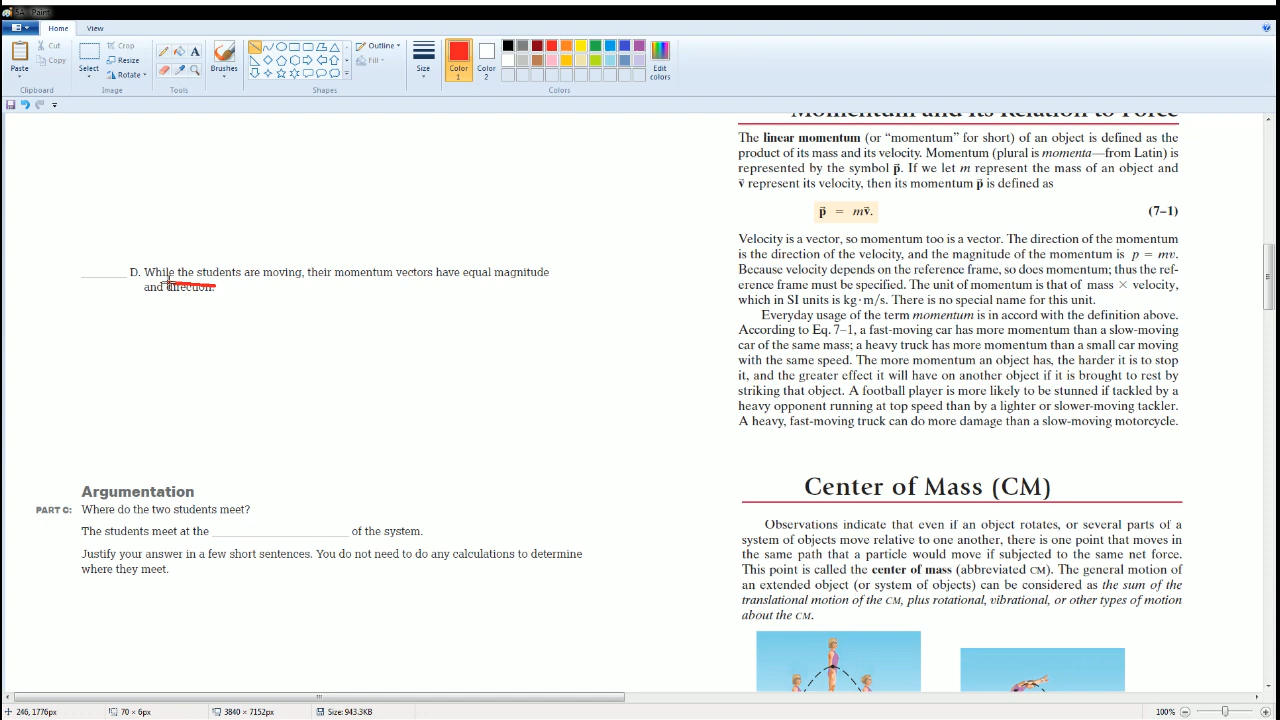 5A - Paint
Home View
Paste
Cut
Copy
Clipboard
Select
Crop
Resize
Rotate
Image
A
Tools
Brushes
Outline
Fill
Shapes
Size
Color 1
Color 2
Edit colors
Colors
_______ D. While the students are moving, their momentum vectors have equal magnitude
and direction.
Argumentation
PART C: Where do the two students meet?
The students meet at the ____________________ of the system.
Justify your answer in a few short sentences. You do not need to do any calculations to determine
where they meet.
Momentum and Its Relation to Force
The linear momentum (or “momentum” for short) of an object is defined as the
product of its mass and its velocity. Momentum (plural is momenta—from Latin) is
represented by the symbol p⃗. If we let m represent the mass of an object and
v⃗ represent its velocity, then its momentum p⃗ is defined as
p⃗ = mv⃗. (7–1)
Velocity is a vector, so momentum too is a vector. The direction of the momentum
is the direction of the velocity, and the magnitude of the momentum is p = mv.
Because velocity depends on the reference frame, so does momentum; thus the ref-
erence frame must be specified. The unit of momentum is that of mass × velocity,
which in SI units is kg·m/s. There is no special name for this unit.
Everyday usage of the term momentum is in accord with the definition above.
According to Eq. 7–1, a fast-moving car has more momentum than a slow-moving
car of the same mass; a heavy truck has more momentum than a small car moving
with the same speed. The more momentum an object has, the harder it is to stop
it, and the greater effect it will have on another object if it is brought to rest by
striking that object. A football player is more likely to be stunned if tackled by a
heavy opponent running at top speed than by a lighter or slower-moving tackler.
A heavy, fast-moving truck can do more damage than a slow-moving motorcycle.
Center of Mass (CM)
Observations indicate that even if an object rotates, or several parts of a
system of objects move relative to one another, there is one point that moves in
the same path that a particle would move if subjected to the same net force.
This point is called the center of mass (abbreviated CM). The general motion of
an extended object (or system of objects) can be considered as the sum of the
translational motion of the CM, plus rotational, vibrational, or other types of motion
about the CM.
246, 1776px 70 × 6px 3840 × 7152px Size: 943.3KB 100%